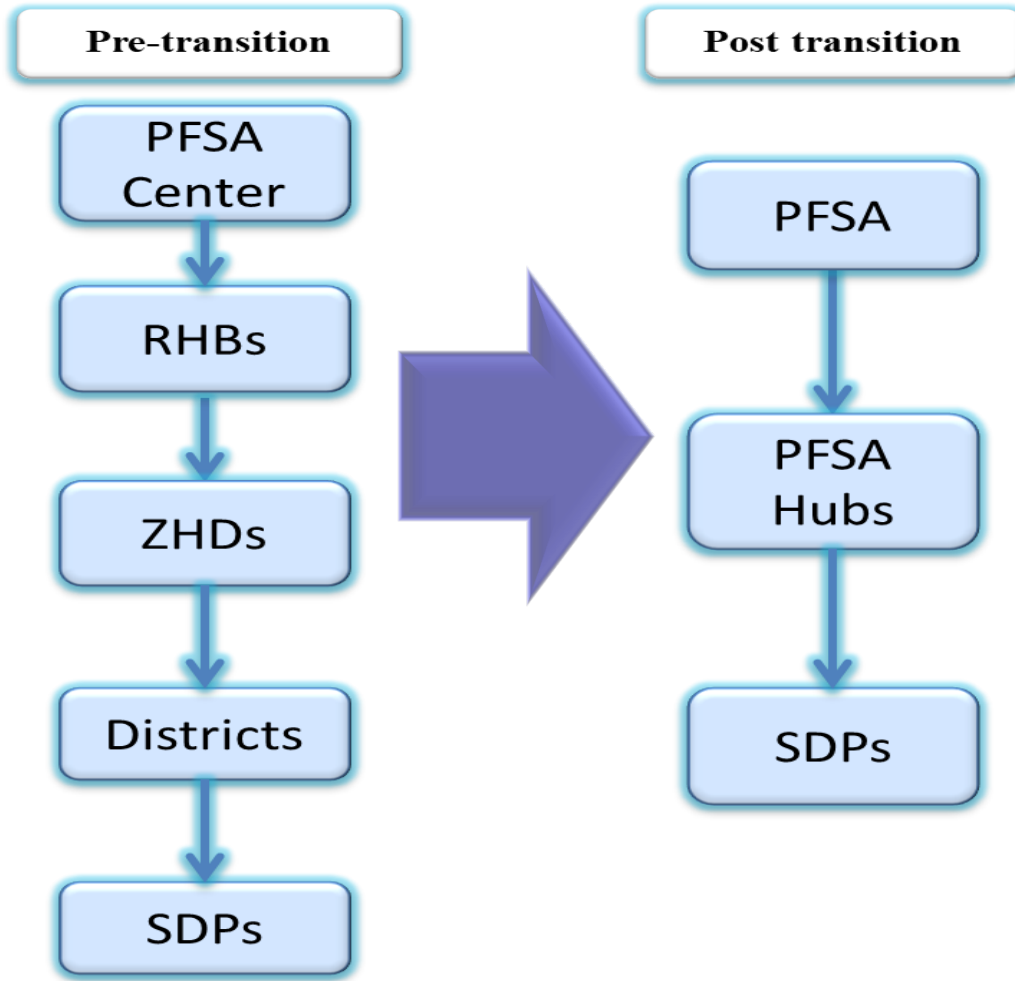 Pre-transition
PFSA
Center
RHBs
ZHDs
Districts
SDPs
Post transition
PFSA
PFSA
Hubs
SDPs